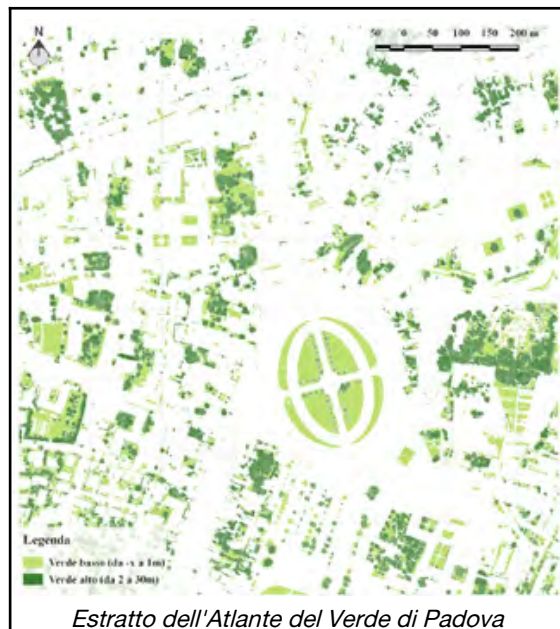 N
50 0 50 100 150 200 m
Legenda
Verde basso (da -x a 1m)
Verde alto (da 2 a 30m)
Estratto dell'Atlante del Verde di Padova